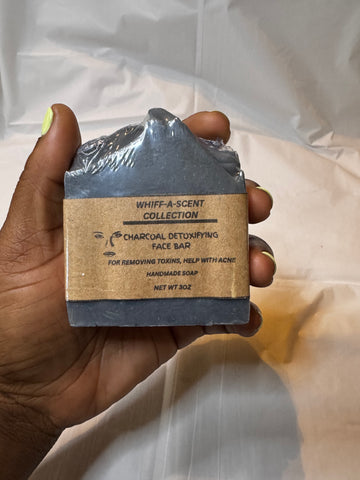 WHIFF-A-SCENT
COLLECTION
CHARCOAL DETOXIFYING
FACE BAR
FOR REMOVING TOXINS, HELP WITH ACNE
HANDMADE SOAP
NET WT 3OZ